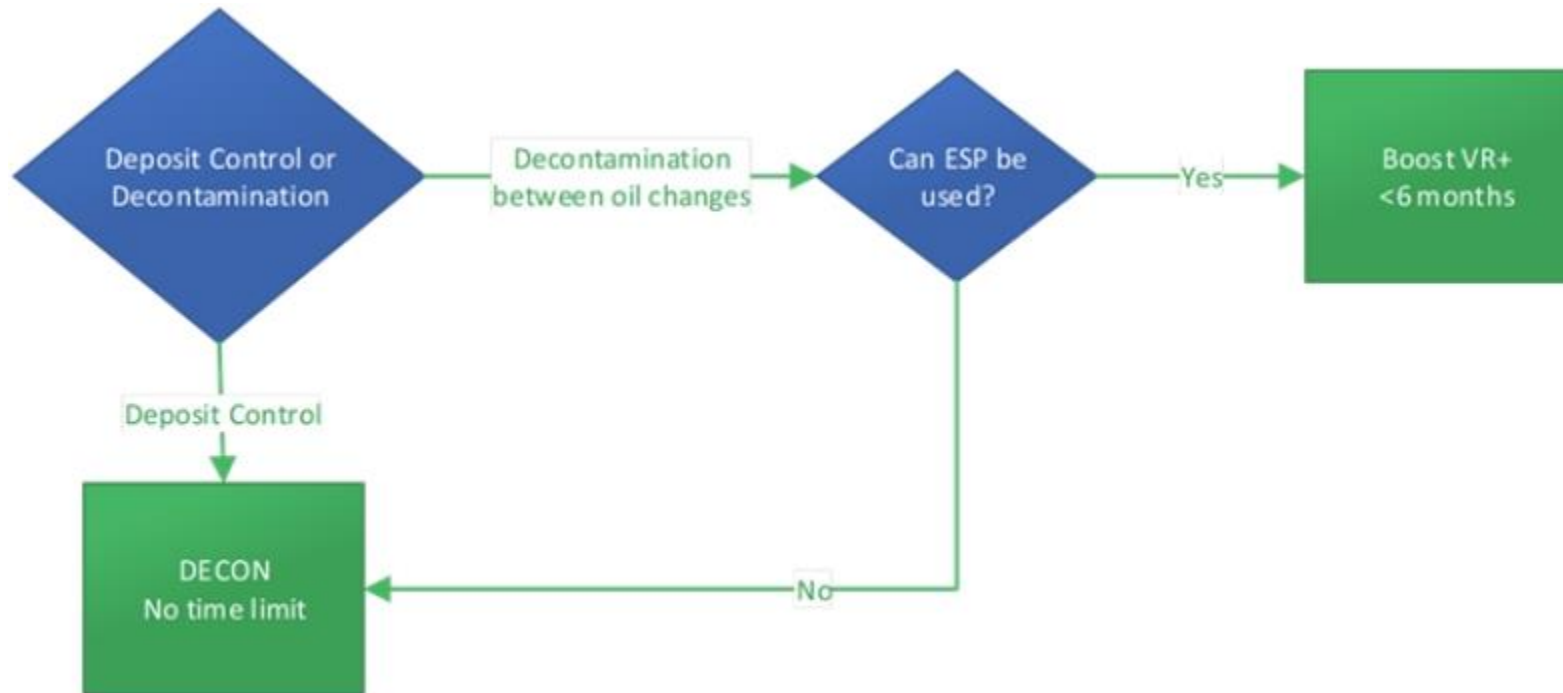 Deposit Control or
Decontamination
Decontamination
between oil changes
Can ESP be
used?
Yes
Boost VR+
<6 months
Deposit Control
DECON
No time limit
No